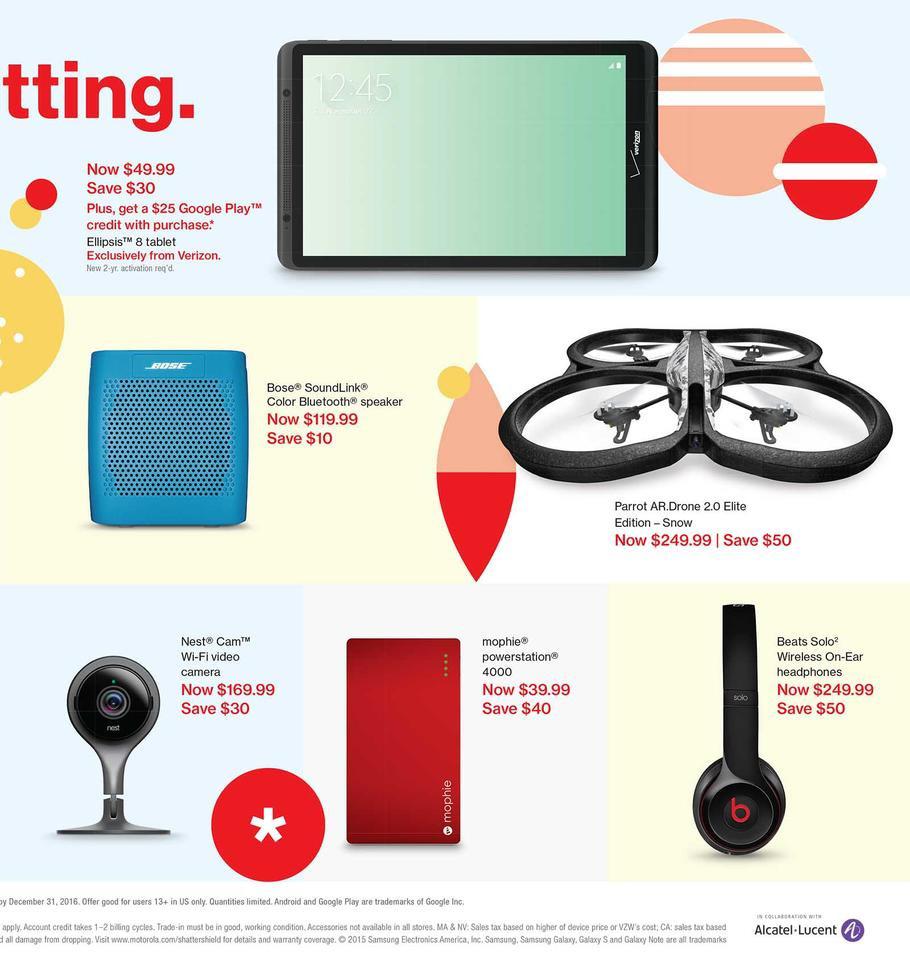 tting.
Now $49.99
Save $30
Plus, get a $25 Google Play™
credit with purchase.*
Ellipsis™ 8 tablet
Exclusively from Verizon.
New 2-yr. activation req'd.
12:45
verizon
BOSE
Bose® SoundLink®
Color Bluetooth® speaker
Now $119.99
Save $10
Parrot AR.Drone 2.0 Elite
Edition – Snow
Now $249.99 | Save $50
nest
Nest® Cam™
Wi-Fi video
camera
Now $169.99
Save $30
*
mophie
mophie®
powerstation®
4000
Now $39.99
Save $40
solo
b
Beats Solo²
Wireless On-Ear
headphones
Now $249.99
Save $50
by December 31, 2016. Offer good for users 13+ in US only. Quantities limited. Android and Google Play are trademarks of Google Inc.
apply. Account credit takes 1–2 billing cycles. Trade-in must be in good, working condition. Accessories not available in all stores. MA & NV: Sales tax based on higher of device price or VZW's cost; CA: sales tax based
d all damage from dropping. Visit www.motorola.com/shattershield for details and warranty coverage. © 2015 Samsung Electronics America, Inc. Samsung, Samsung Galaxy, Galaxy S and Galaxy Note are all trademarks
IN COLLABORATION WITH
Alcatel·Lucent